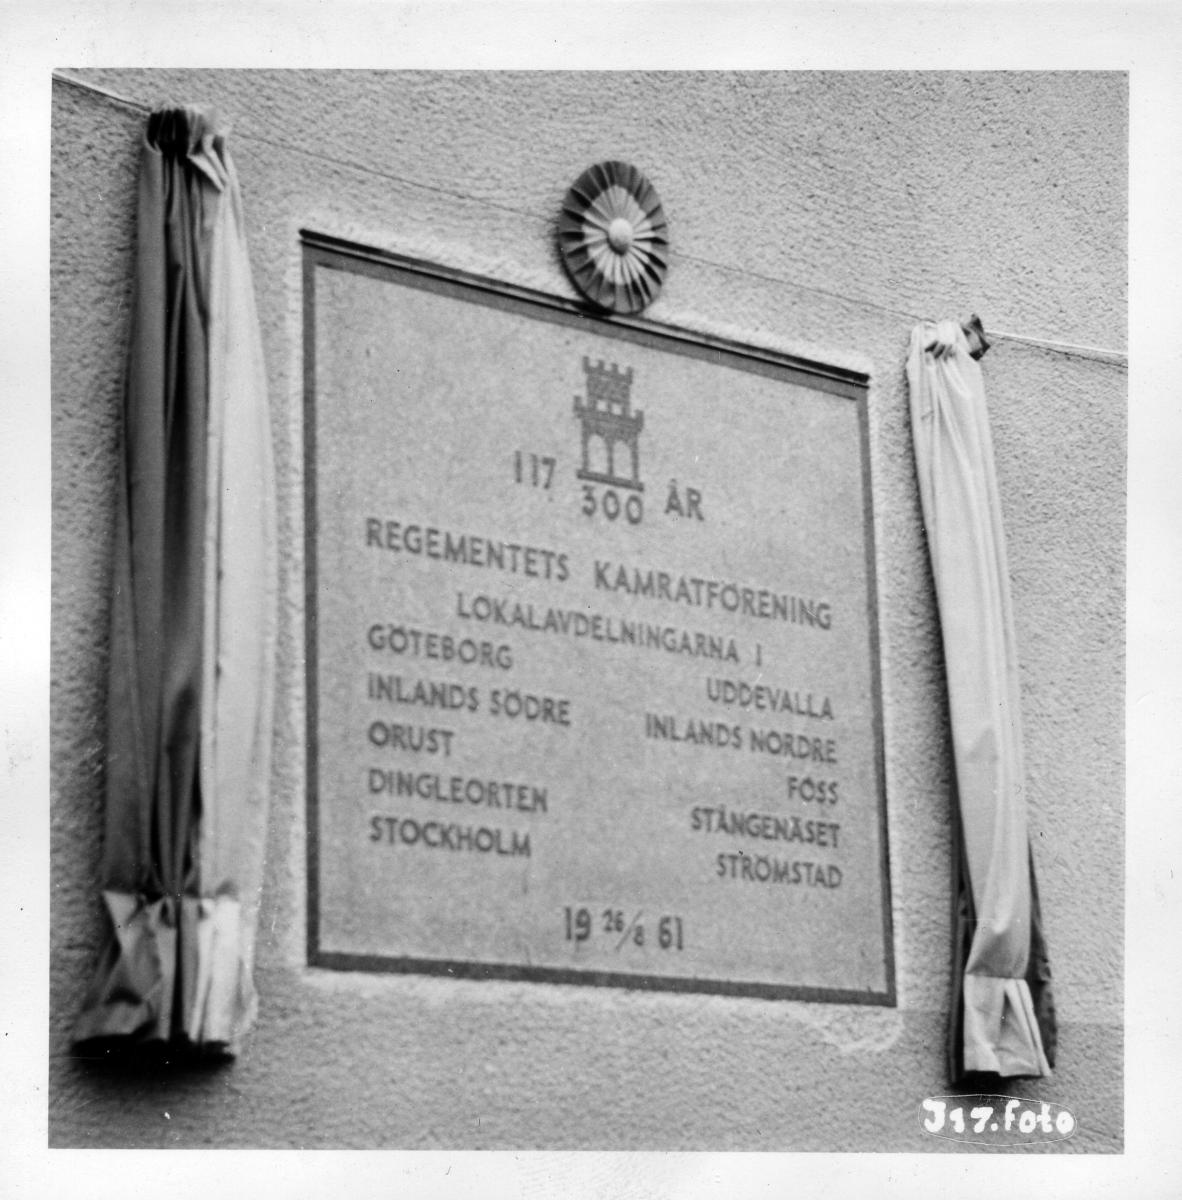 117 300 ÅR
REGEMENTETS KAMRATFÖRENING
LOKALAVDELNINGARNA I
GÖTEBORG UDDEVALLA
INLANDS SÖDRE INLANDS NORDRE
ORUST FÖSS
DINGLEORTEN STÅNGENÄSET
STOCKHOLM STRÖMSTAD
19 26/8 61
I17.foto